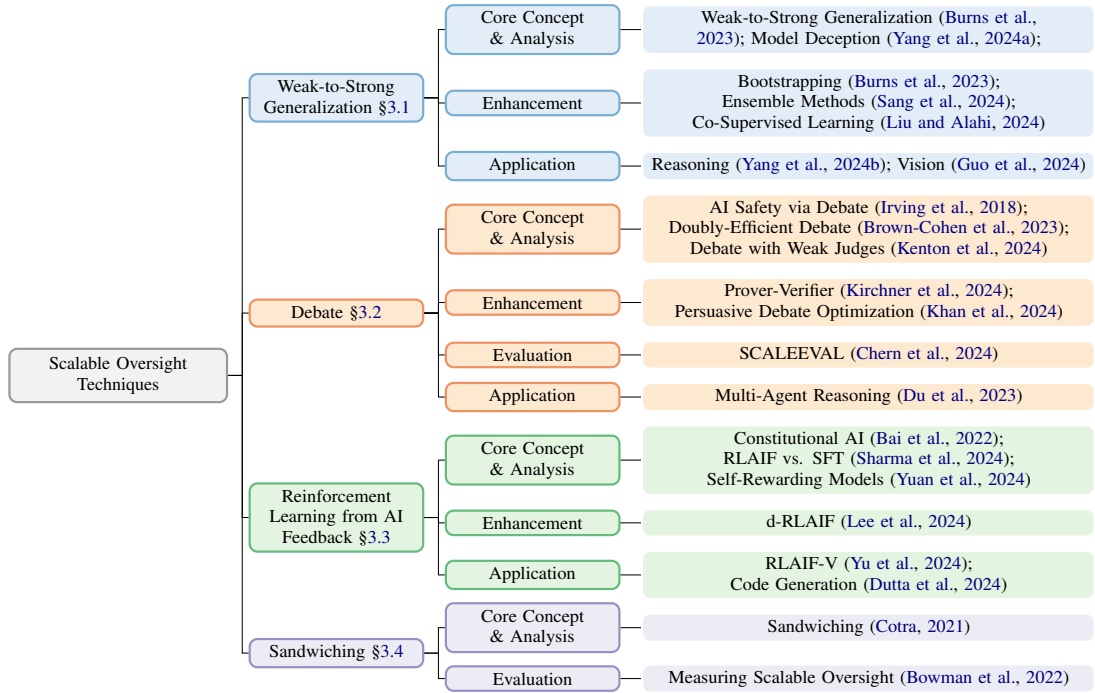 Scalable Oversight
Techniques
Weak-to-Strong
Generalization §3.1
Core Concept
& Analysis
Weak-to-Strong Generalization (Burns et al.,
2023); Model Deception (Yang et al., 2024a);
Enhancement
Bootstrapping (Burns et al., 2023);
Ensemble Methods (Sang et al., 2024);
Co-Supervised Learning (Liu and Alahi, 2024)
Application
Reasoning (Yang et al., 2024b); Vision (Guo et al., 2024)
Debate §3.2
Core Concept
& Analysis
AI Safety via Debate (Irving et al., 2018);
Doubly-Efficient Debate (Brown-Cohen et al., 2023);
Debate with Weak Judges (Kenton et al., 2024)
Enhancement
Prover-Verifier (Kirchner et al., 2024);
Persuasive Debate Optimization (Khan et al., 2024)
Evaluation
SCALEEVAL (Chern et al., 2024)
Application
Multi-Agent Reasoning (Du et al., 2023)
Reinforcement
Learning from AI
Feedback §3.3
Core Concept
& Analysis
Constitutional AI (Bai et al., 2022);
RLAIF vs. SFT (Sharma et al., 2024);
Self-Rewarding Models (Yuan et al., 2024)
Enhancement
d-RLAIF (Lee et al., 2024)
Application
RLAIF-V (Yu et al., 2024);
Code Generation (Dutta et al., 2024)
Sandwiching §3.4
Core Concept
& Analysis
Sandwiching (Cotra, 2021)
Evaluation
Measuring Scalable Oversight (Bowman et al., 2022)